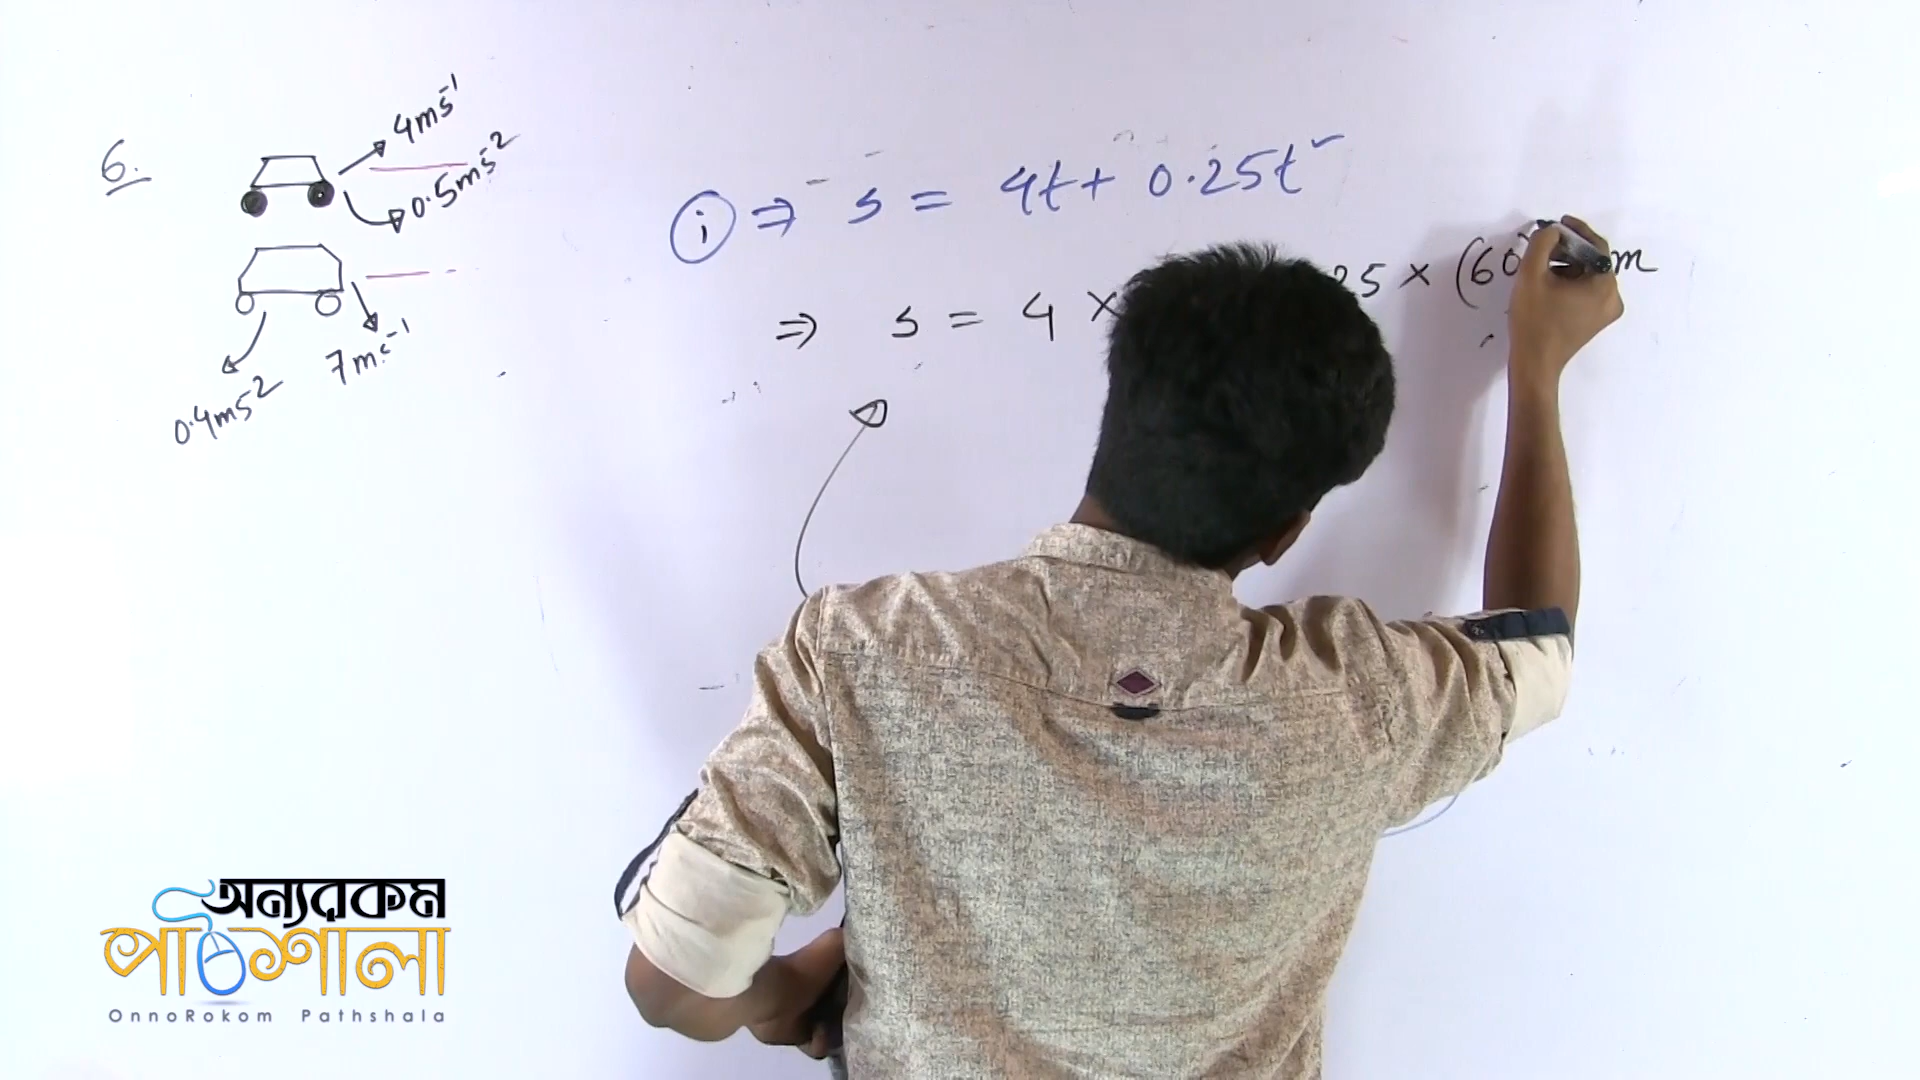 6.
4ms⁻¹
0.5ms⁻²
7ms⁻¹
0.4ms⁻²
i ⇒ s = 4t + 0.25t²
⇒ s = 4 × 25 × (60 m
অন্যরকম
পাঠশালা
OnnoRokom Pathshala